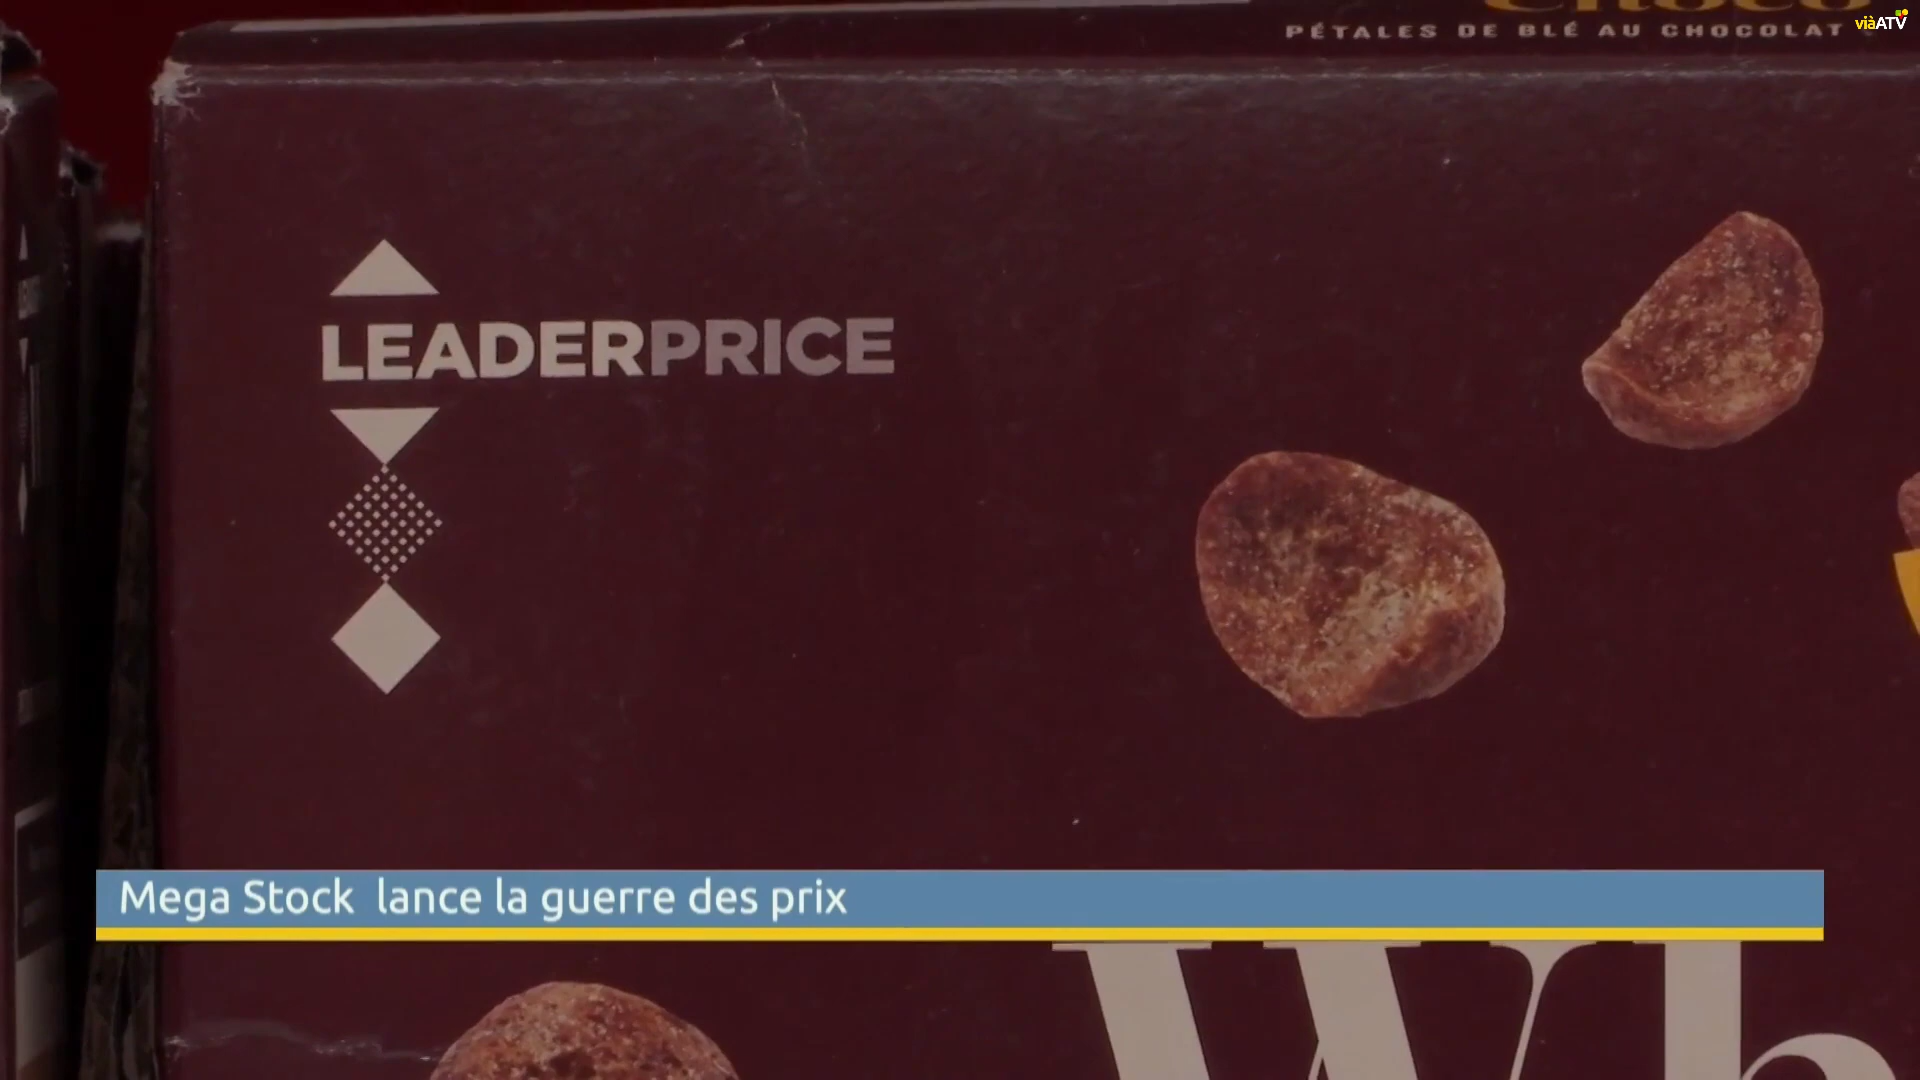 viàATV
PÉTALES DE BLÉ AU CHOCOLAT
LEADERPRICE
Mega Stock lance la guerre des prix